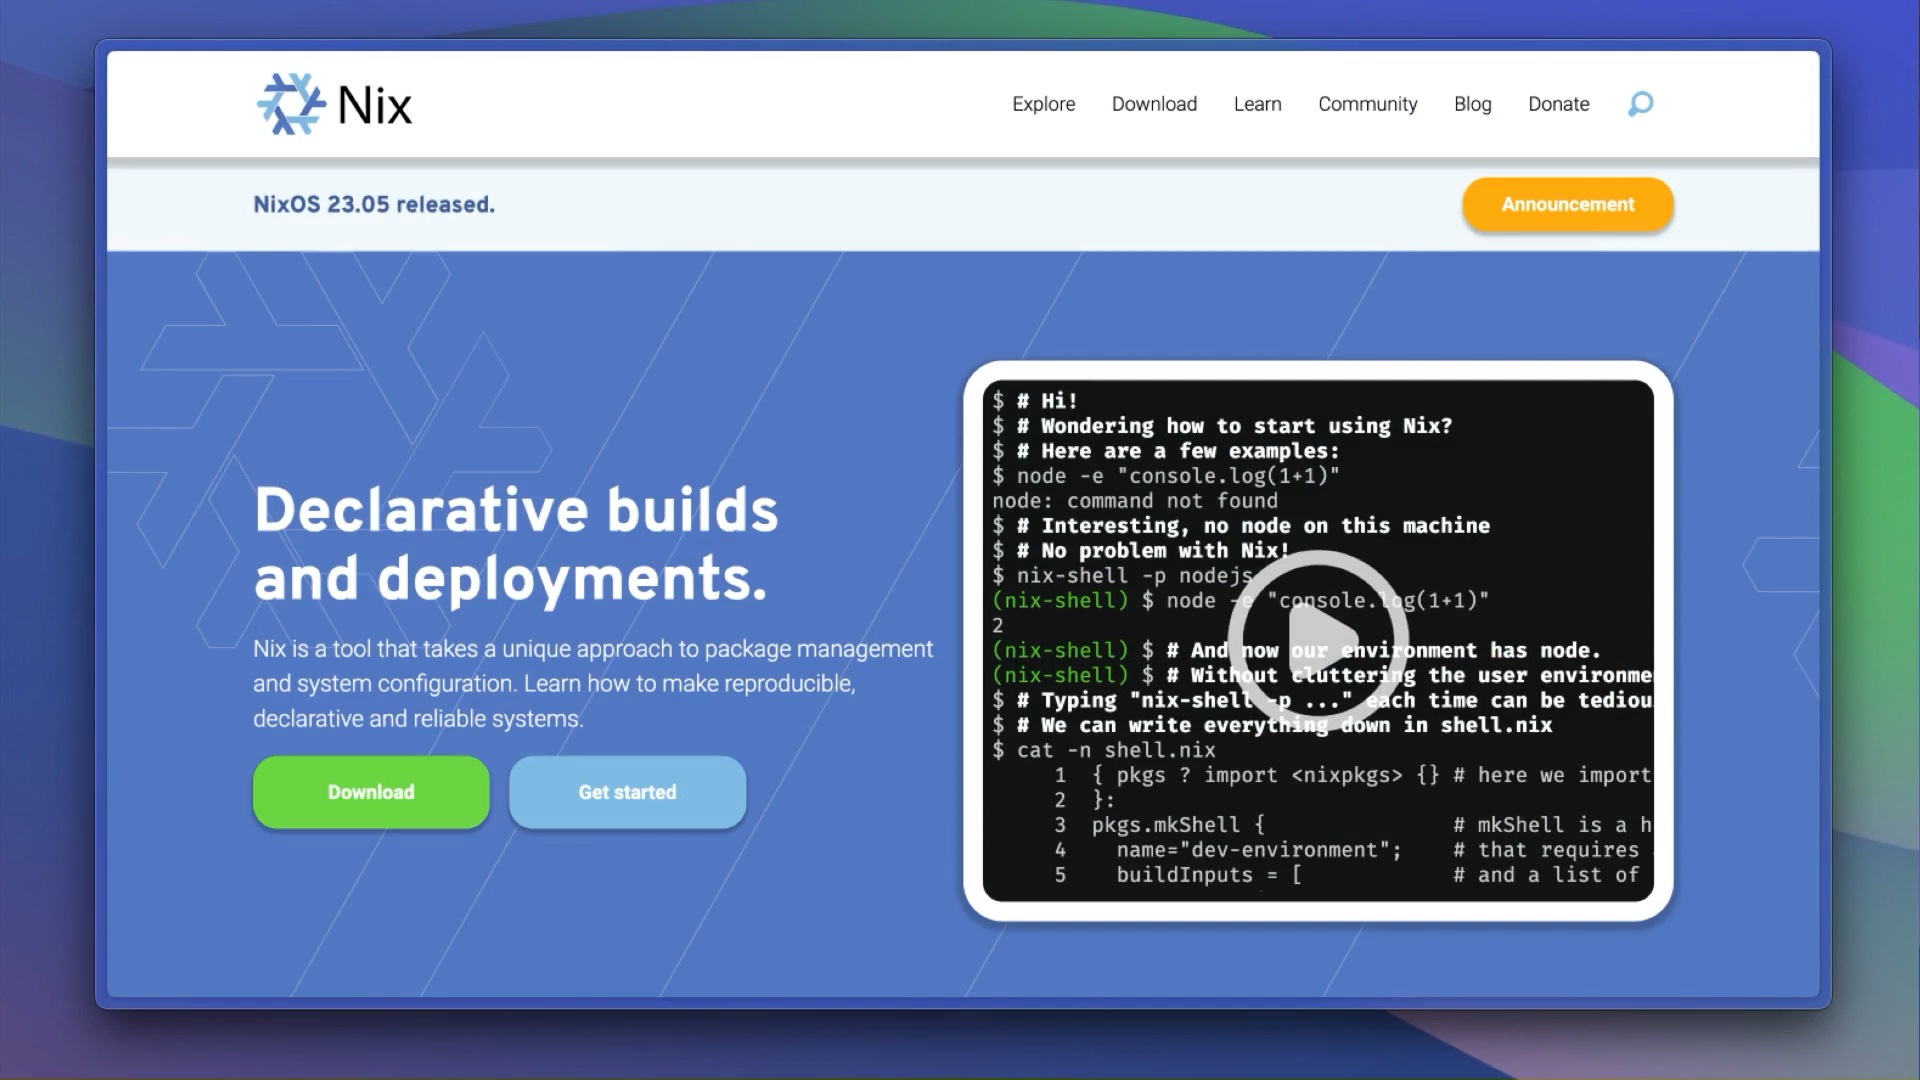 Nix
Explore Download Learn Community Blog Donate
NixOS 23.05 released.
Announcement
Declarative builds
and deployments.
Nix is a tool that takes a unique approach to package management
and system configuration. Learn how to make reproducible,
declarative and reliable systems.
Download Get started
$ # Hi!
$ # Wondering how to start using Nix?
$ # Here are a few examples:
$ node -e "console.log(1+1)"
node: command not found
$ # Interesting, no node on this machine
$ # No problem with Nix!
$ nix-shell -p nodejs
(nix-shell) $ node -e "console.log(1+1)"
2
(nix-shell) $ # And now our environment has node.
(nix-shell) $ # Without cluttering the user environme
$ # Typing "nix-shell -p ..." each time can be tediou
$ # We can write everything down in shell.nix
$ cat -n shell.nix
1 { pkgs ? import <nixpkgs> {} # here we import
2 }:
3 pkgs.mkShell { # mkShell is a h
4 name="dev-environment"; # that requires
5 buildInputs = [ # and a list of